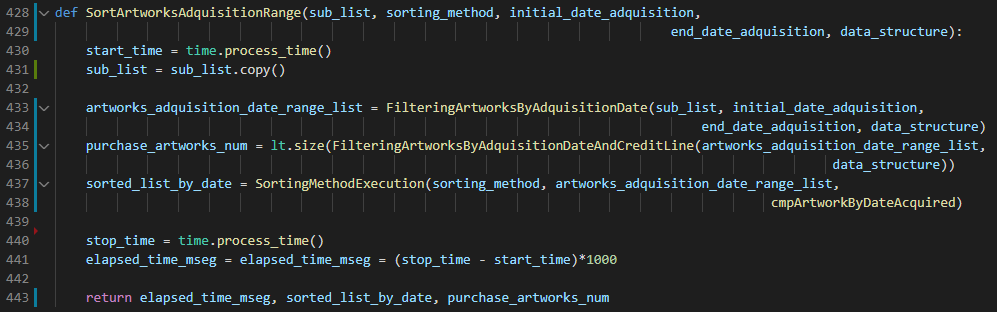 428 def SortArtworksAdquisitionRange(sub_list, sorting_method, initial_date_adquisition,
429 end_date_adquisition, data_structure):
430 start_time = time.process_time()
431 sub_list = sub_list.copy()
432
433 artworks_adquisition_date_range_list = FilteringArtworksByAdquisitionDate(sub_list, initial_date_adquisition,
434 end_date_adquisition, data_structure)
435 purchase_artworks_num = lt.size(FilteringArtworksByAdquisitionDateAndCreditLine(artworks_adquisition_date_range_list,
436 data_structure))
437 sorted_list_by_date = SortingMethodExecution(sorting_method, artworks_adquisition_date_range_list,
438 cmpArtworkByDateAcquired)
439
440 stop_time = time.process_time()
441 elapsed_time_mseg = elapsed_time_mseg = (stop_time - start_time)*1000
442
443 return elapsed_time_mseg, sorted_list_by_date, purchase_artworks_num